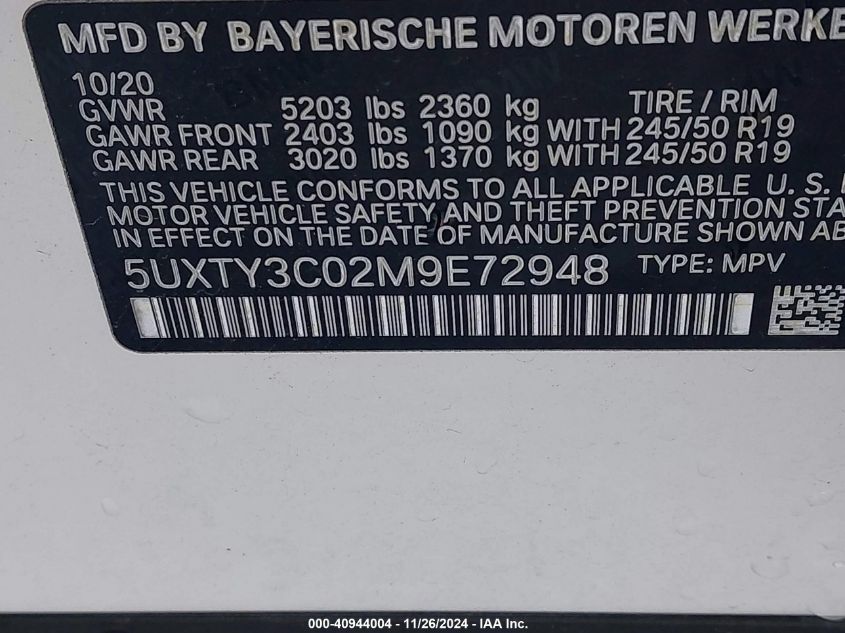 MFD BY BAYERISCHE MOTOREN WERKE
10/20
GVWR 5203 lbs 2360 kg TIRE / RIM
GAWR FRONT 2403 lbs 1090 kg WITH 245/50 R19
GAWR REAR 3020 lbs 1370 kg WITH 245/50 R19
THIS VEHICLE CONFORMS TO ALL APPLICABLE U. S.
MOTOR VEHICLE SAFETY AND THEFT PREVENTION STA
IN EFFECT ON THE DATE OF MANUFACTURE SHOWN AB
5UXTY3C02M9E72948 TYPE: MPV
000-40944004 - 11/26/2024 - IAA Inc.